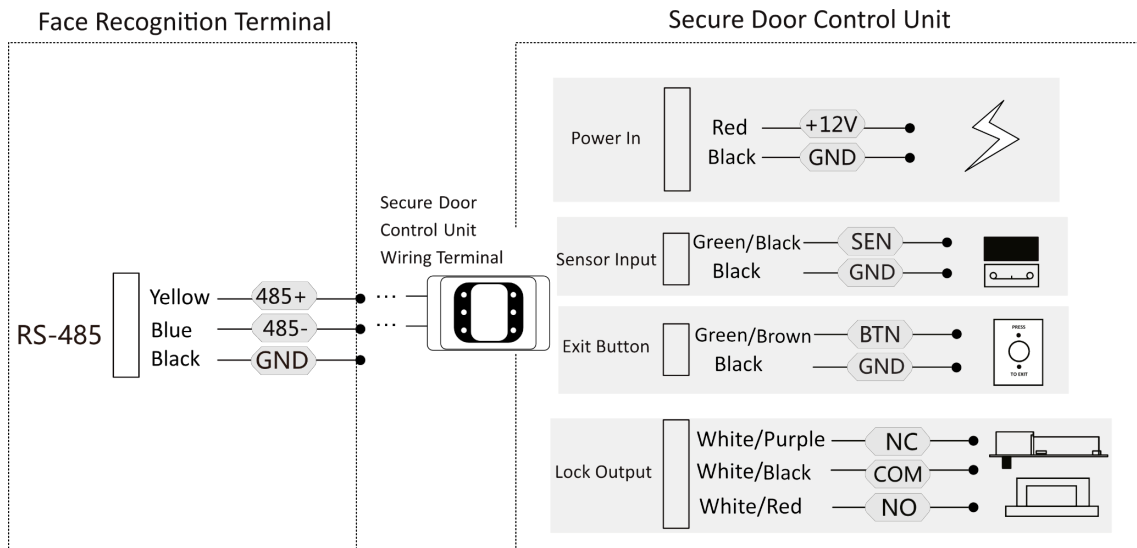 Face Recognition Terminal
Secure Door Control Unit
RS-485
Yellow 485+
Blue 485-
Black GND
Secure Door
Control Unit
Wiring Terminal
Power In
Red +12V
Black GND
Sensor Input
Green/Black SEN
Black GND
Exit Button
Green/Brown BTN
Black GND
PRESS
TO EXIT
Lock Output
White/Purple NC
White/Black COM
White/Red NO